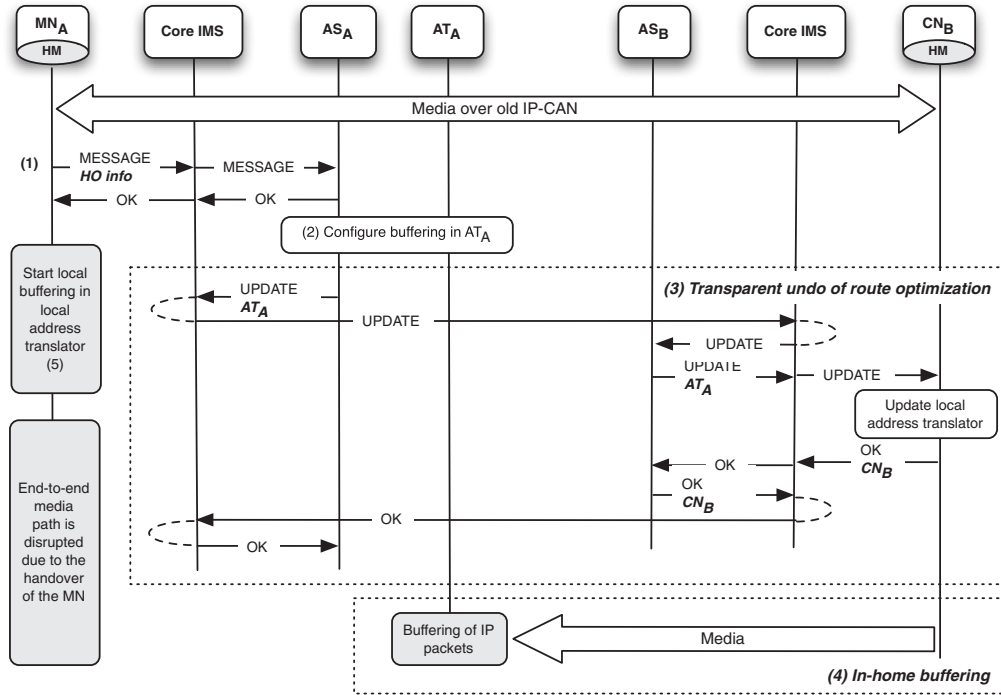 MNA
HM
Core IMS
ASA
ATA
ASB
Core IMS
CNB
HM
Media over old IP-CAN
(1)
MESSAGE
HO info
MESSAGE
OK
OK
(2) Configure buffering in ATA
Start local
buffering in
local
address
translator
(5)
(3) Transparent undo of route optimization
UPDATE
ATA
UPDATE
UPDATE
UPDATE
ATA
UPDATE
Update local
address translator
OK
CNB
OK
OK
CNB
OK
OK
End-to-end
media
path is
disrupted
due to the
handover
of the MN
Buffering of IP
packets
Media
(4) In-home buffering